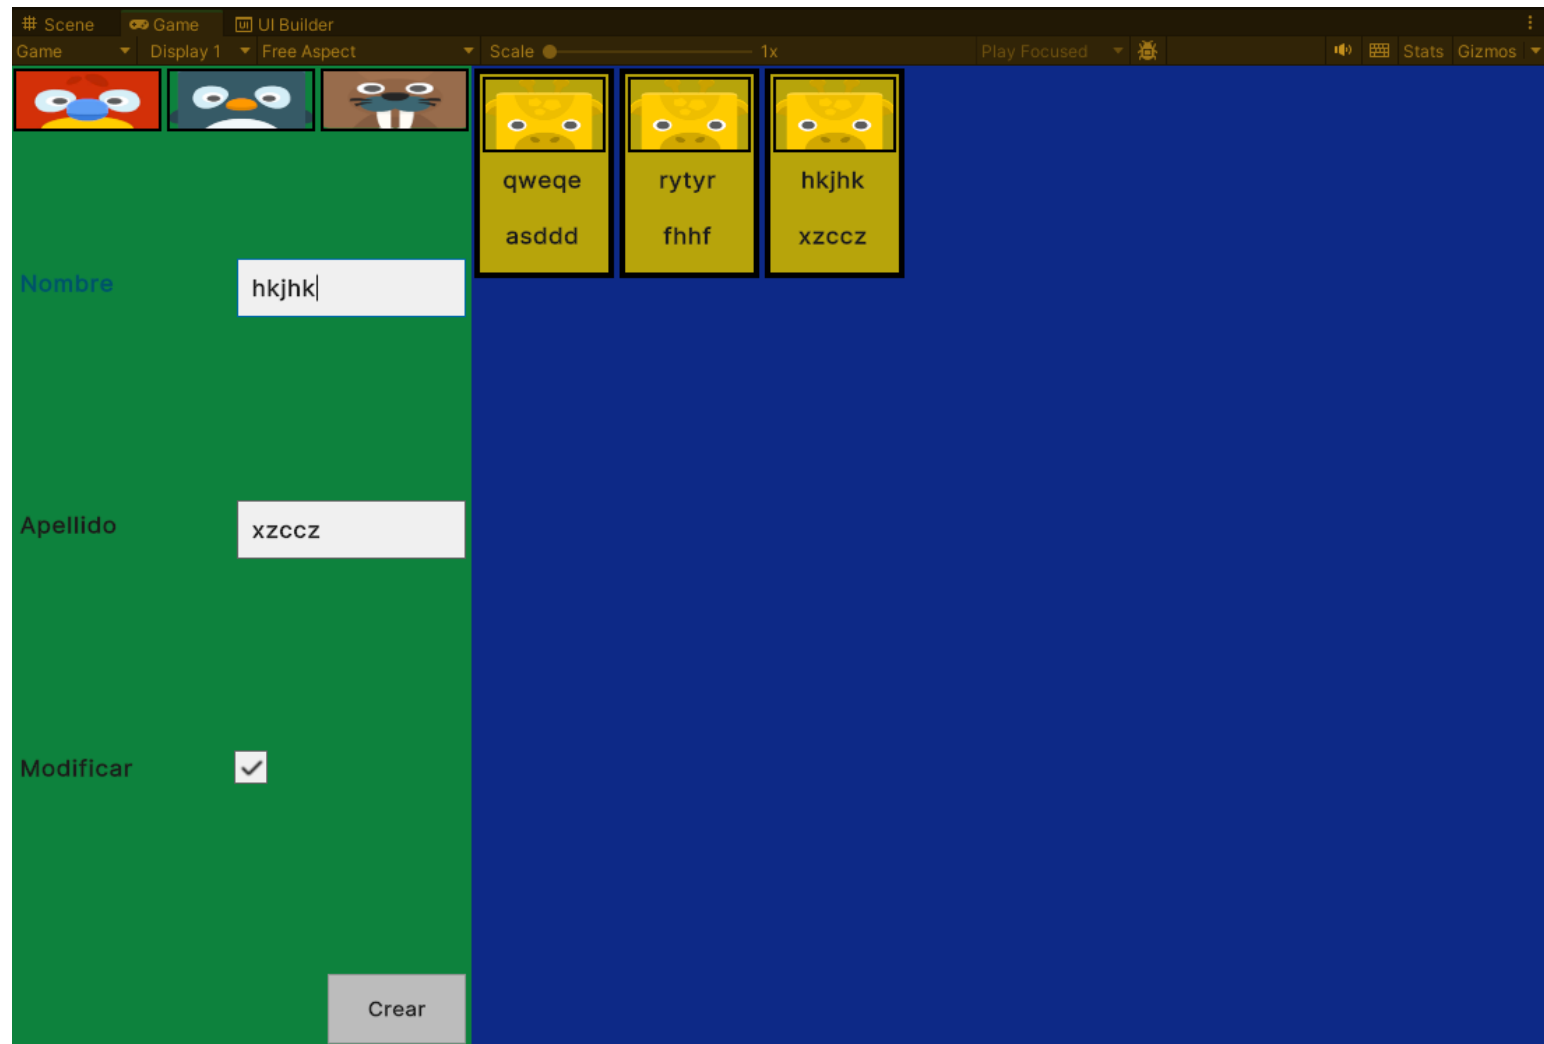 Scene Game UI Builder
Game Display 1 Free Aspect Scale 1x Play Focused Stats Gizmos
qweqe rytyr hkjhk
asddd fhhf xzccz
Nombre hkjhk
Apellido xzccz
Modificar
Crear